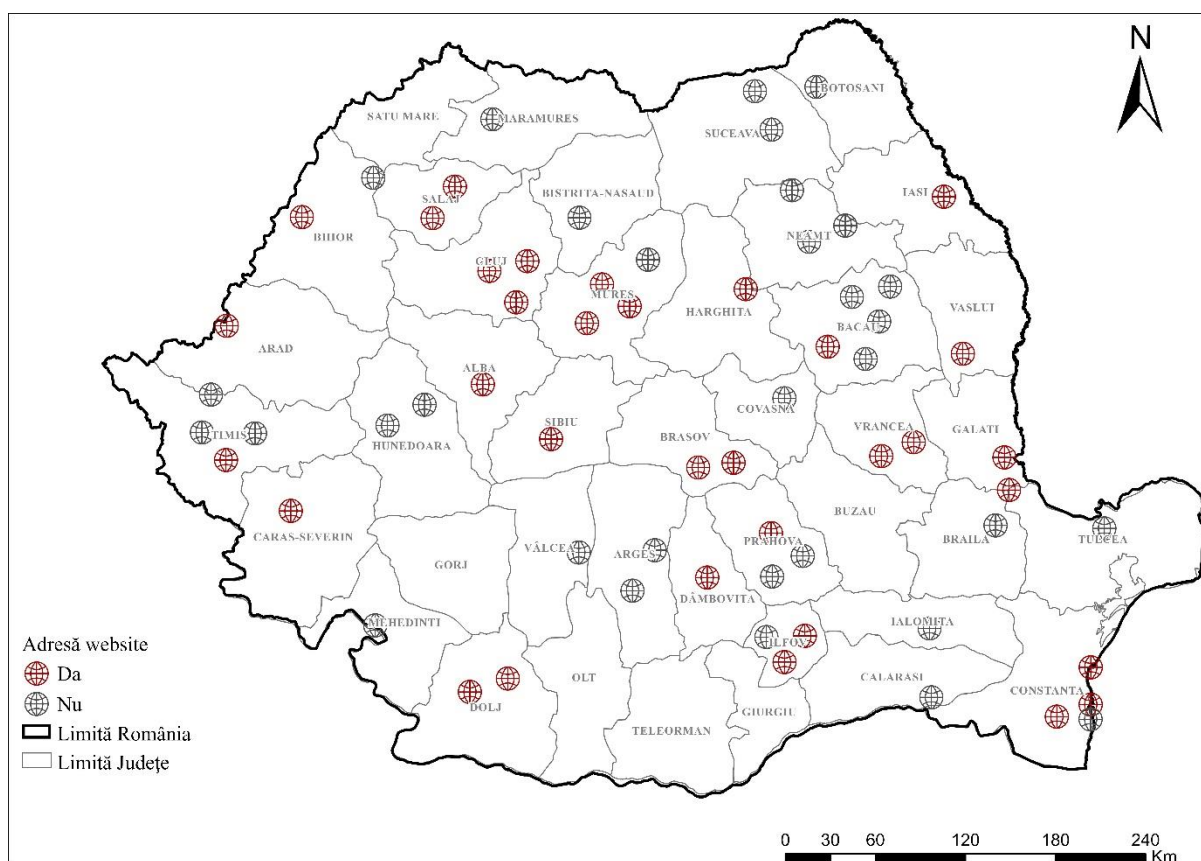 N
BOTOSANI
SATU MARE
MARAMURES
SUCEAVA
IASI
BISTRITA-NASAUD
SALAJ
BIHOR
NEAMT
CLUJ
MURES
HARGHITA
VASLUI
BACAU
ARAD
ALBA
COVASNA
SIBIU
VRANCEA
GALATI
BRASOV
TIMIS
HUNEDOARA
BUZAU
CARAS-SEVERIN
BRAILA
TULCEA
PRAHOVA
VÂLCEA
ARGES
GORJ
DÂMBOVITA
MEHEDINTI
IALOMITA
ILFOV
Adresă website
Da
Nu
Limită România
Limită Județe
OLT
CALARASI
CONSTANTA
DOLJ
GIURGIU
TELEORMAN
0 30 60 120 180 240
Km